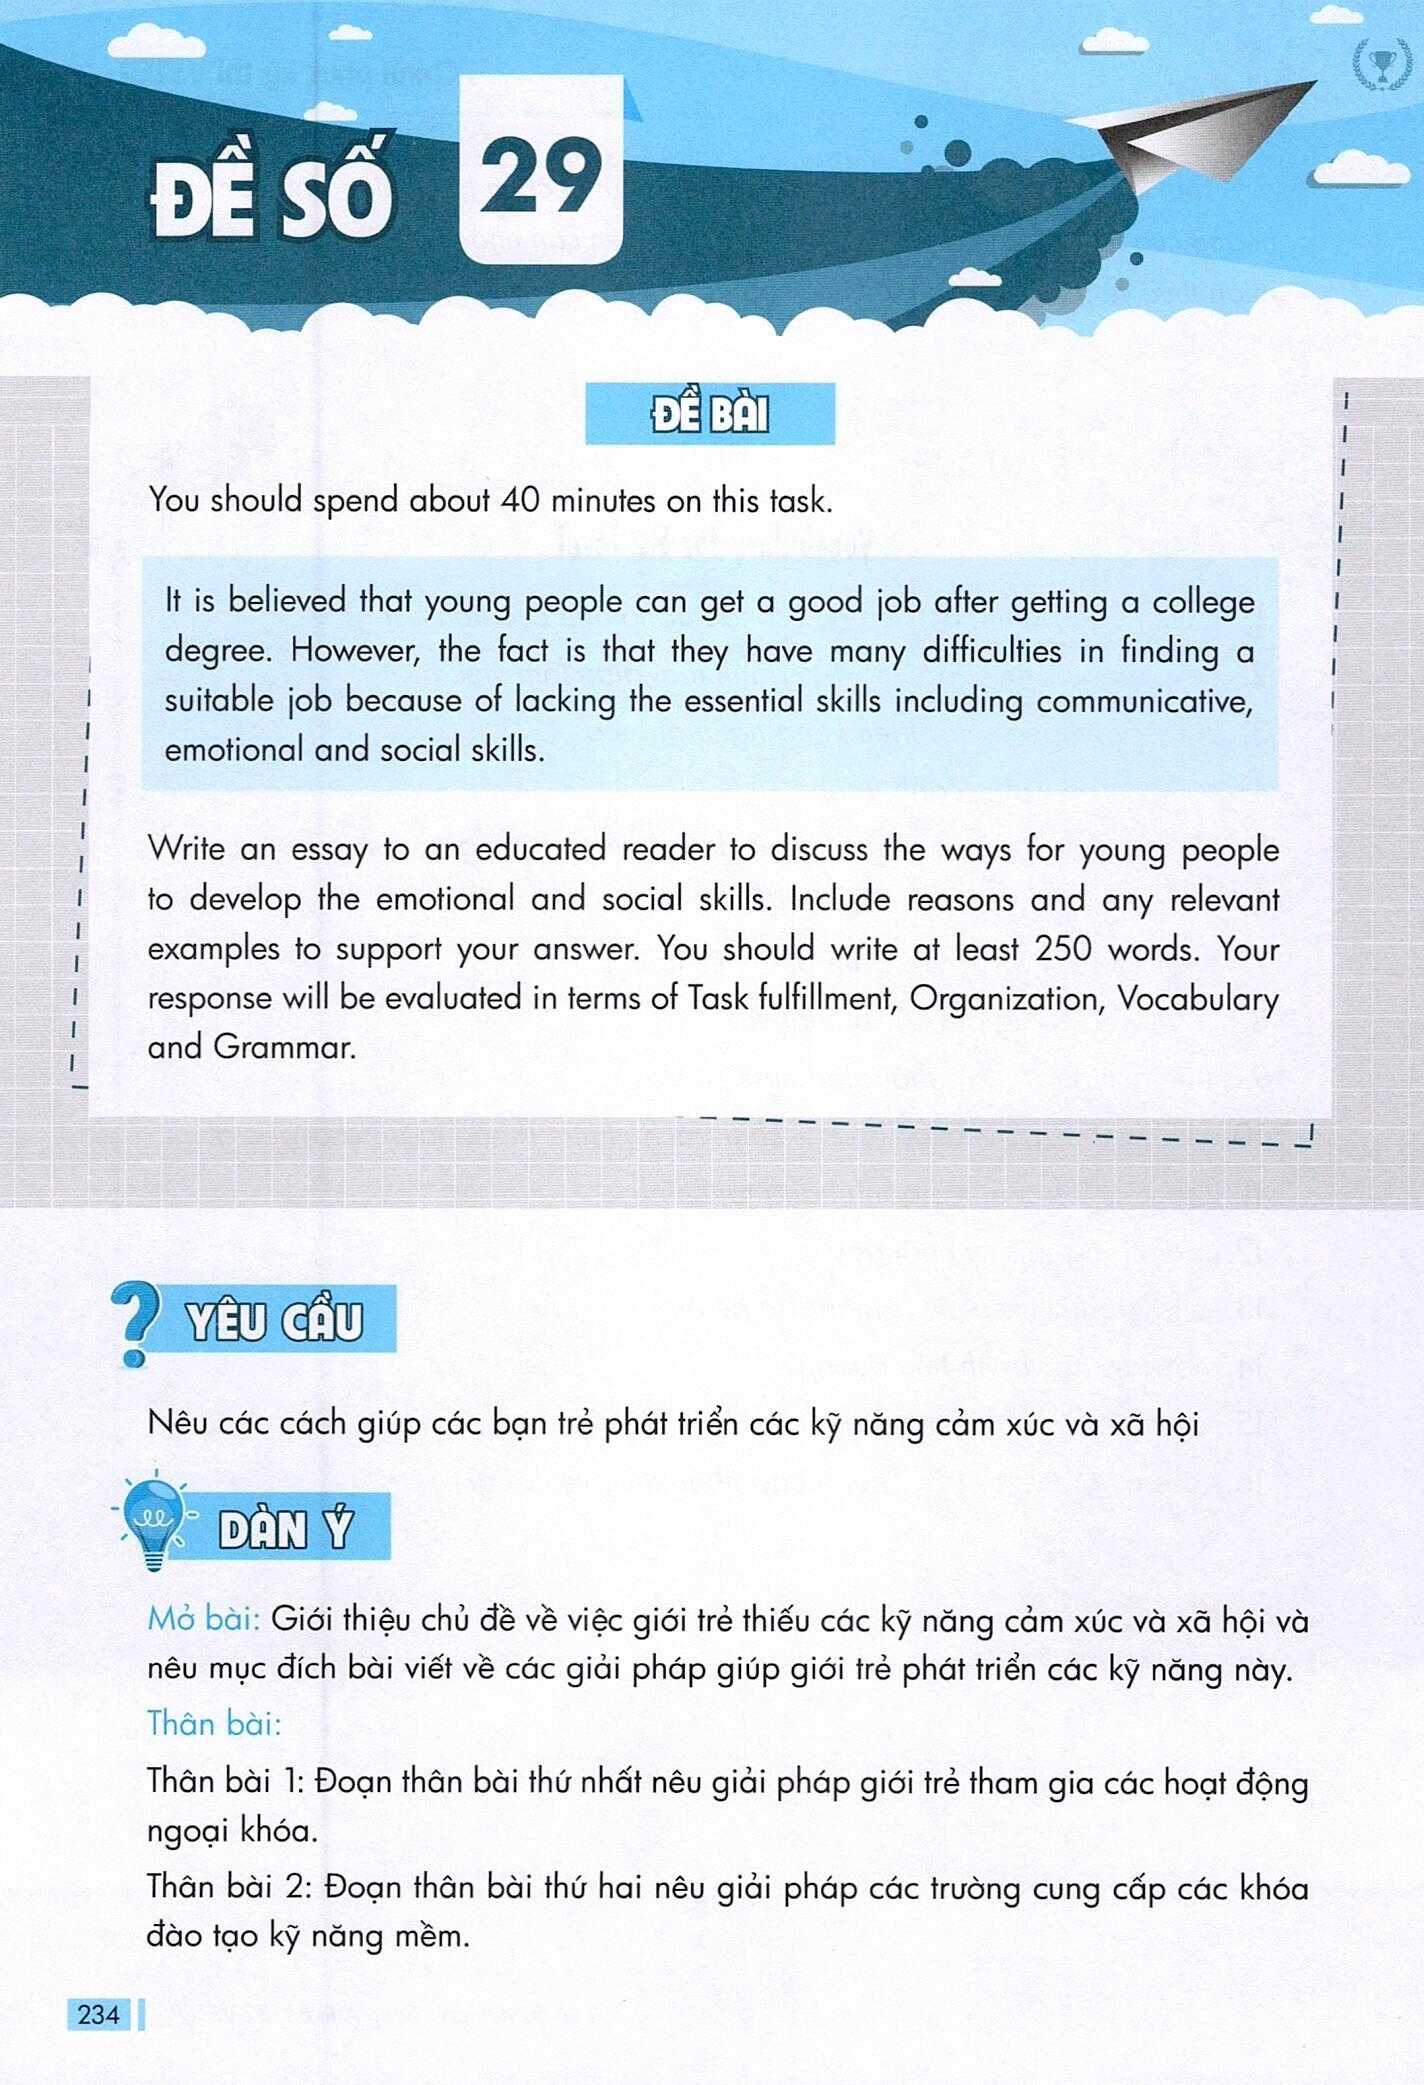 ĐỀ SỐ 29
ĐỀ BÀI
You should spend about 40 minutes on this task.
It is believed that young people can get a good job after getting a college
degree. However, the fact is that they have many difficulties in finding a
suitable job because of lacking the essential skills including communicative,
emotional and social skills.
Write an essay to an educated reader to discuss the ways for young people
to develop the emotional and social skills. Include reasons and any relevant
examples to support your answer. You should write at least 250 words. Your
response will be evaluated in terms of Task fulfillment, Organization, Vocabulary
and Grammar.
YÊU CẦU
Nêu các cách giúp các bạn trẻ phát triển các kỹ năng cảm xúc và xã hội
DÀN Ý
Mở bài: Giới thiệu chủ đề về việc giới trẻ thiếu các kỹ năng cảm xúc và xã hội và
nêu mục đích bài viết về các giải pháp giúp giới trẻ phát triển các kỹ năng này.
Thân bài:
Thân bài 1: Đoạn thân bài thứ nhất nêu giải pháp giới trẻ tham gia các hoạt động
ngoại khóa.
Thân bài 2: Đoạn thân bài thứ hai nêu giải pháp các trường cung cấp các khóa
đào tạo kỹ năng mềm.
234